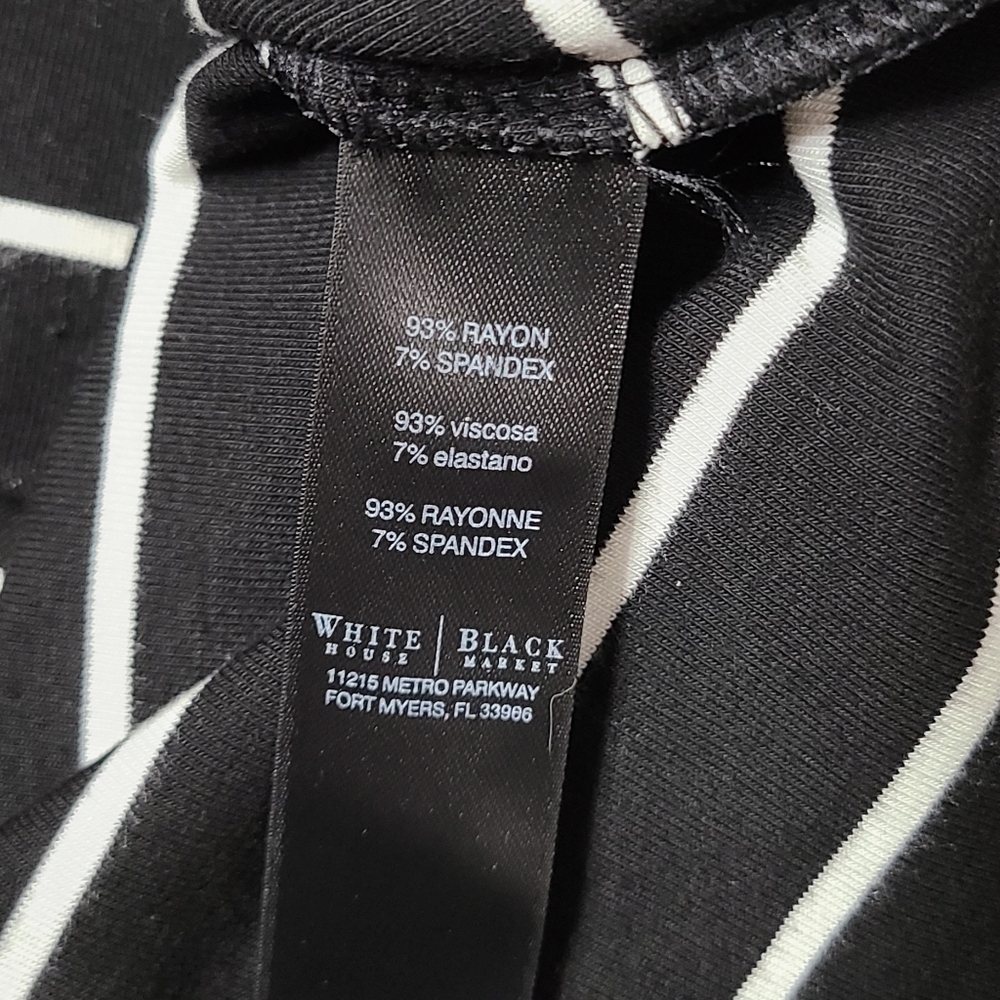 93% RAYON
7% SPANDEX
93% viscosa
7% elastano
93% RAYONNE
7% SPANDEX
WHITE HOUSE | BLACK MARKET
11215 METRO PARKWAY
FORT MYERS, FL 33966